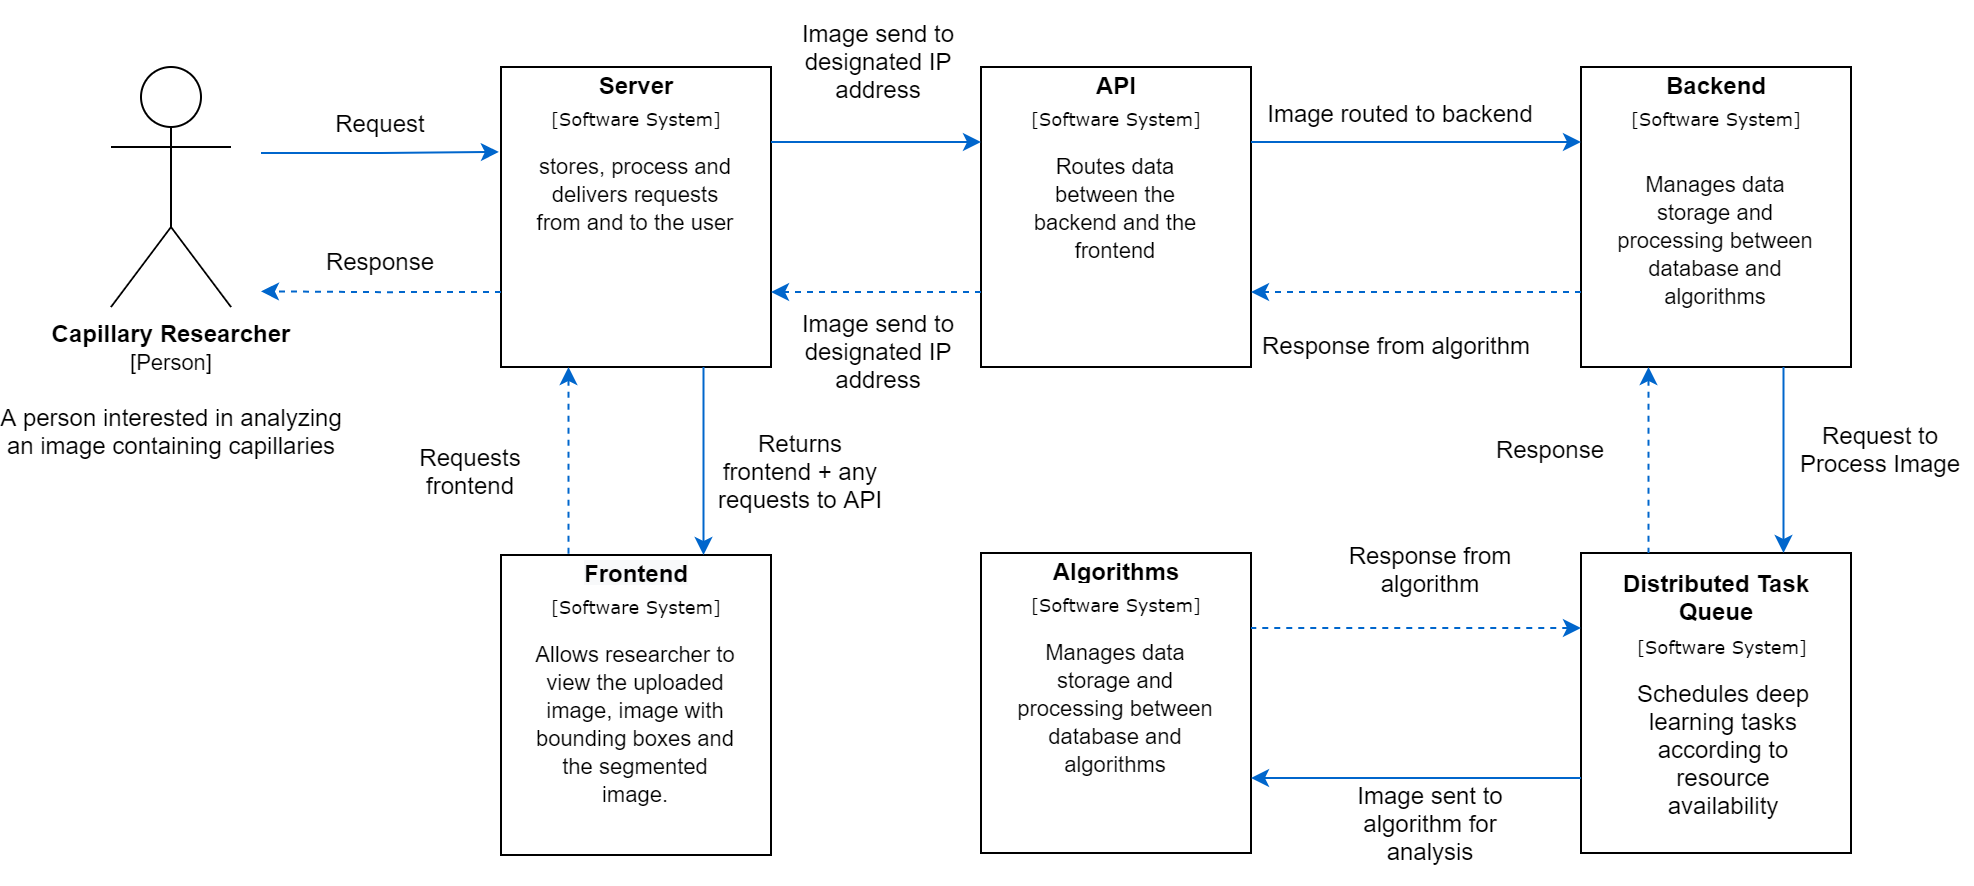 Image send to
designated IP
address
Request
Server
[Software System]
stores, process and
delivers requests
from and to the user
API
[Software System]
Routes data
between the
backend and the
frontend
Image routed to backend
Backend
[Software System]
Manages data
storage and
processing between
database and
algorithms
Response
Image send to
designated IP
address
Response from algorithm
Capillary Researcher
[Person]
A person interested in analyzing
an image containing capillaries
Requests
frontend
Returns
frontend + any
requests to API
Response
Request to
Process Image
Frontend
[Software System]
Allows researcher to
view the uploaded
image, image with
bounding boxes and
the segmented
image.
Algorithms
[Software System]
Manages data
storage and
processing between
database and
algorithms
Response from
algorithm
Distributed Task
Queue
[Software System]
Schedules deep
learning tasks
according to
resource
availability
Image sent to
algorithm for
analysis